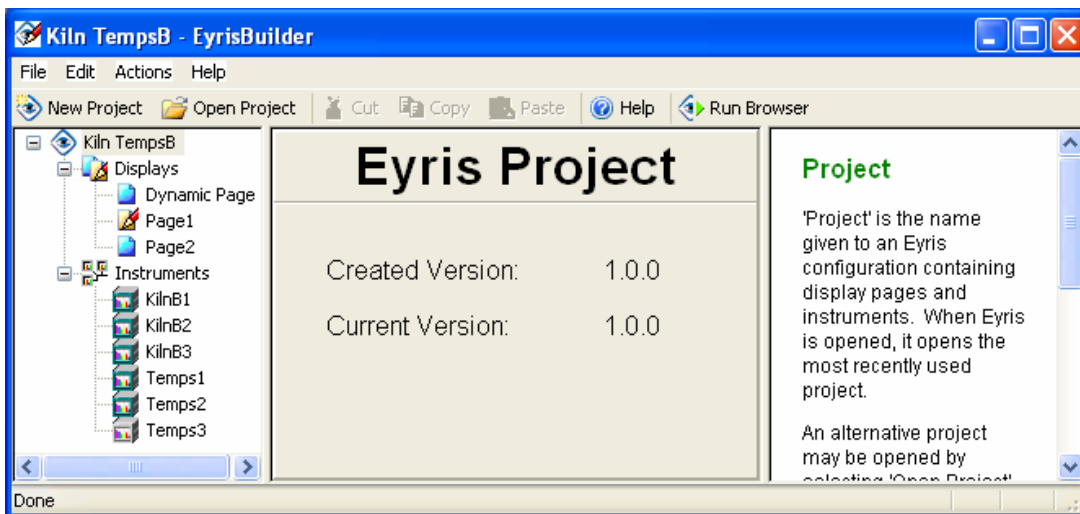 Kiln TempsB - EyrisBuilder
File Edit Actions Help
New Project Open Project Cut Copy Paste Help Run Browser
Kiln TempsB
Displays
Dynamic Page
Page1
Page2
Instruments
KilnB1
KilnB2
KilnB3
Temps1
Temps2
Temps3
Eyris Project
Created Version: 1.0.0
Current Version: 1.0.0
Project
'Project' is the name
given to an Eyris
configuration containing
display pages and
instruments. When Eyris
is opened, it opens the
most recently used
project.
An alternative project
may be opened by
selecting 'Open Project'
Done